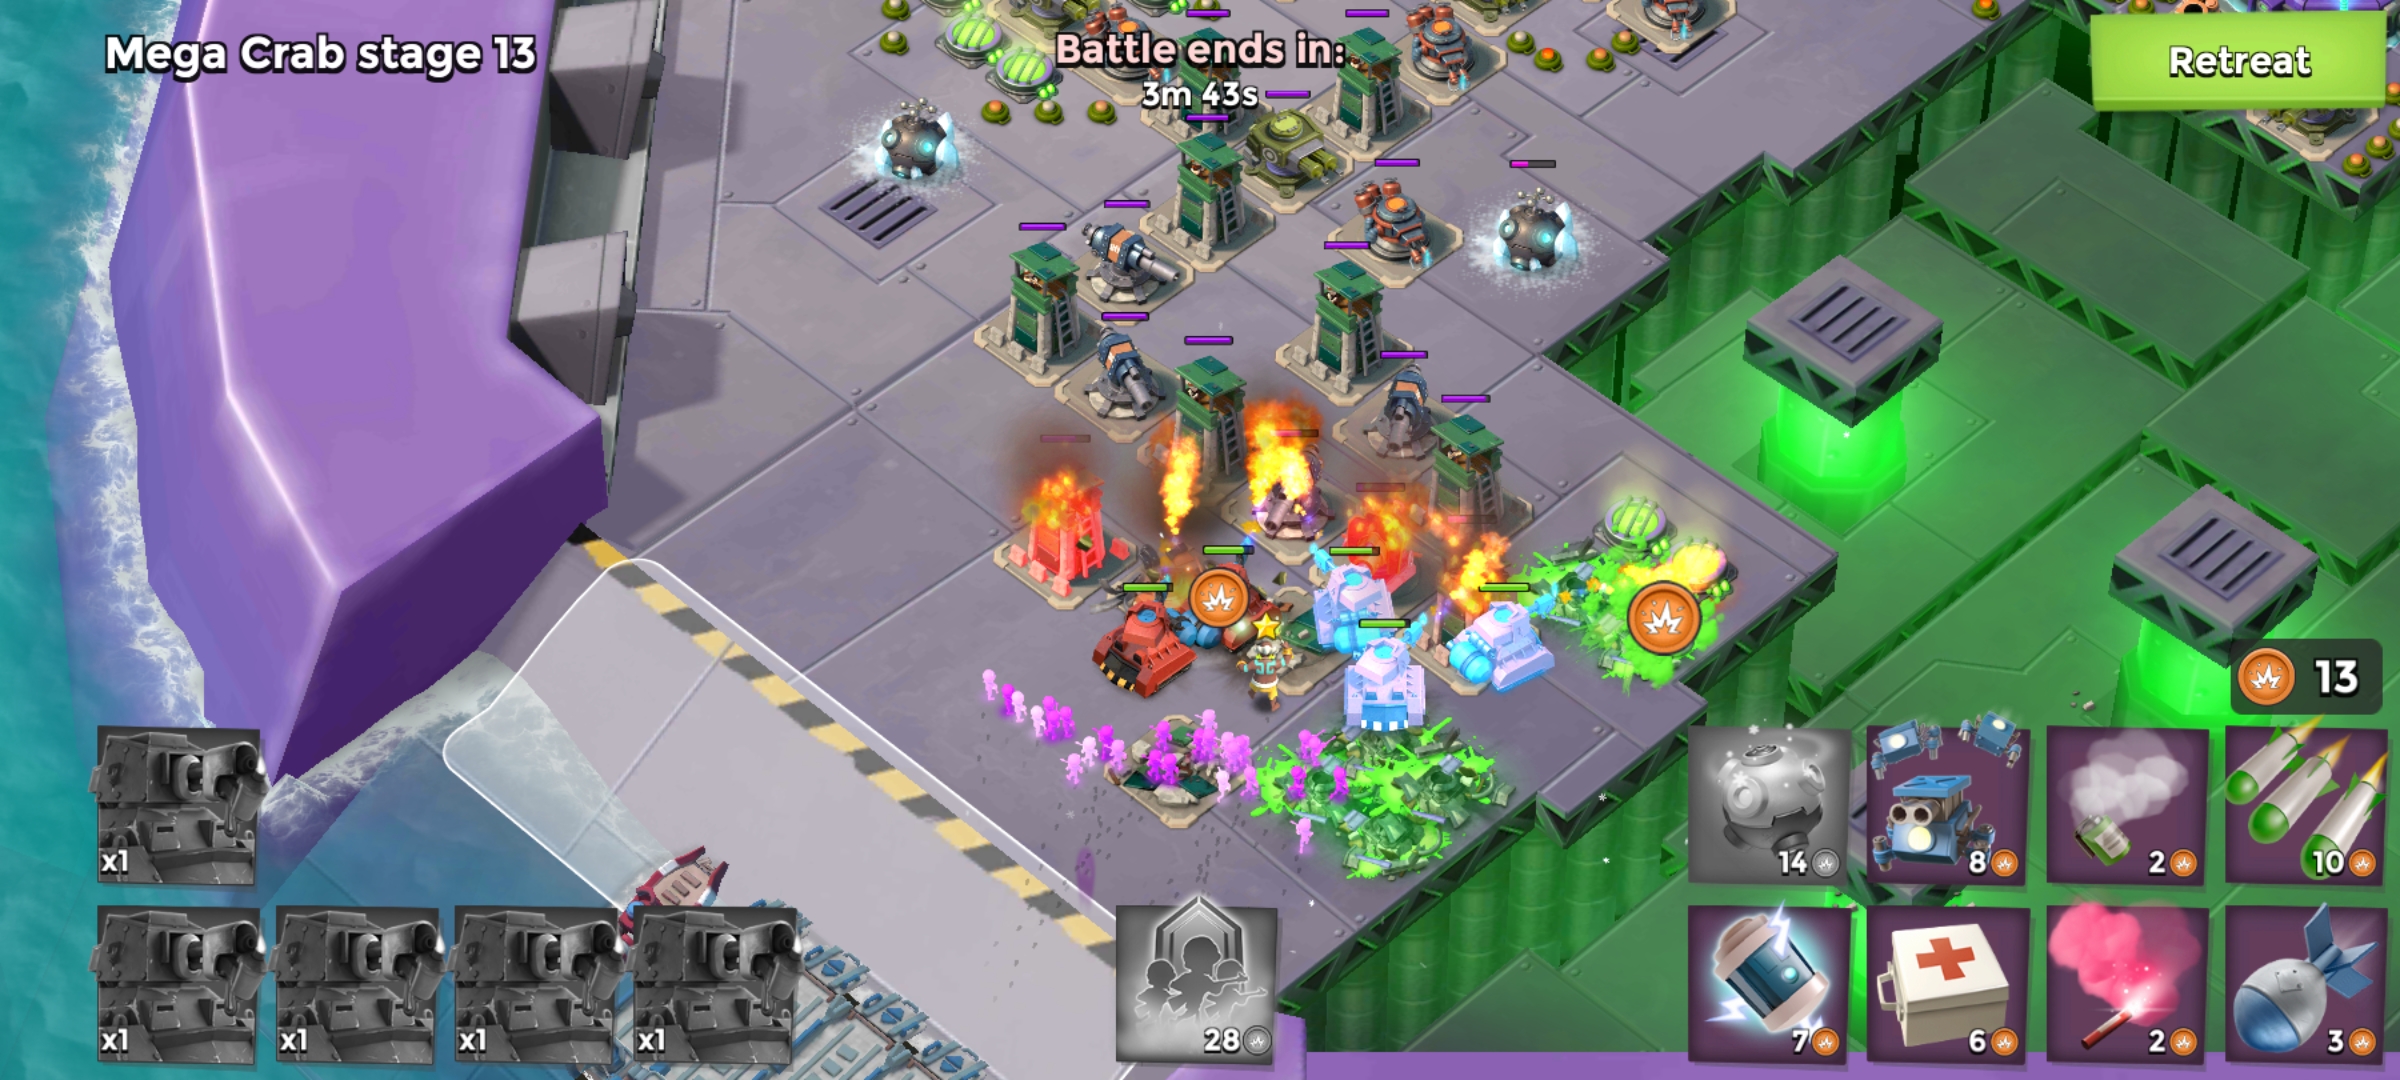 Mega Crab stage 13
Battle ends in:
3m 43s
Retreat
13
x1
14
8
2
10
x1
x1
x1
x1
28
7
6
2
3